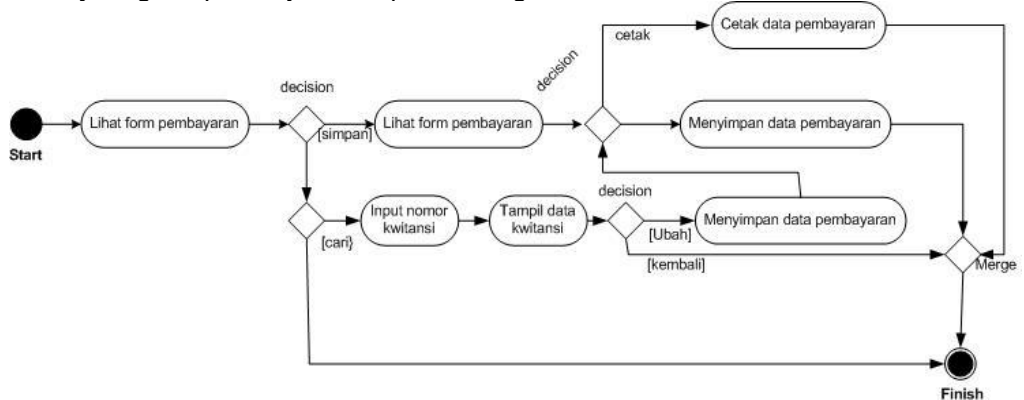 Cetak data pembayaran
cetak
decision
decision
Lihat form pembayaran
[simpan]
Lihat form pembayaran
Menyimpan data pembayaran
Start
decision
Input nomor
kwitansi
Tampil data
kwitansi
Menyimpan data pembayaran
[cari}
[Ubah]
[kembali]
Merge
Finish